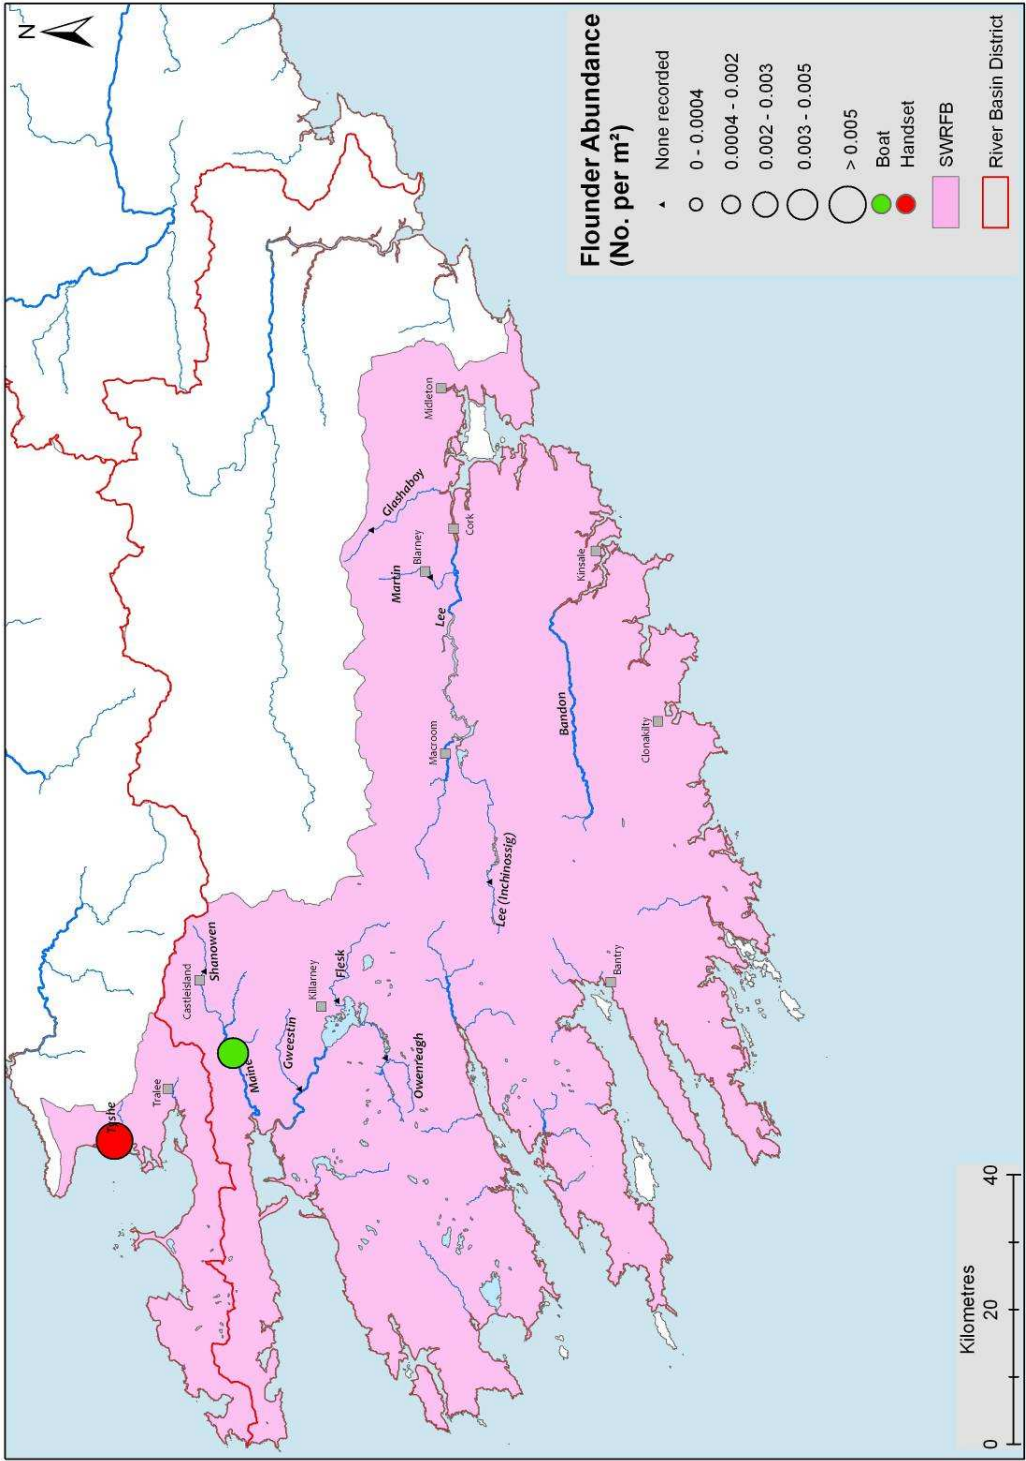 N
Flounder Abundance
(No. per m²)
None recorded
0 - 0.0004
0.0004 - 0.002
0.002 - 0.003
0.003 - 0.005
> 0.005
Boat
Handset
SWRFB
River Basin District
Tyshe
Tralee
Castleisland
Shanowen
Maine
Gweestin
Killarney
Flesk
Owenreagh
Glashaboy
Midleton
Martin
Blarney
Cork
Lee
Macroom
Lee (Inchinossig)
Bandon
Kinsale
Clonakilty
Bantry
Kilometres
0 20 40